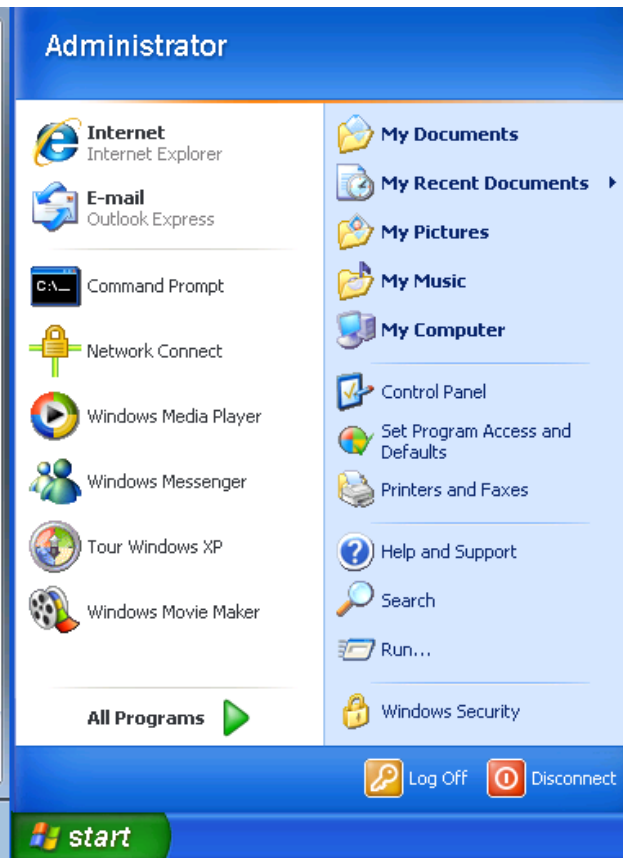 Administrator
Internet
Internet Explorer
E-mail
Outlook Express
C:\_
Command Prompt
Network Connect
Windows Media Player
Windows Messenger
Tour Windows XP
Windows Movie Maker
All Programs
My Documents
My Recent Documents
My Pictures
My Music
My Computer
Control Panel
Set Program Access and
Defaults
Printers and Faxes
Help and Support
Search
Run...
Windows Security
Log Off
Disconnect
start